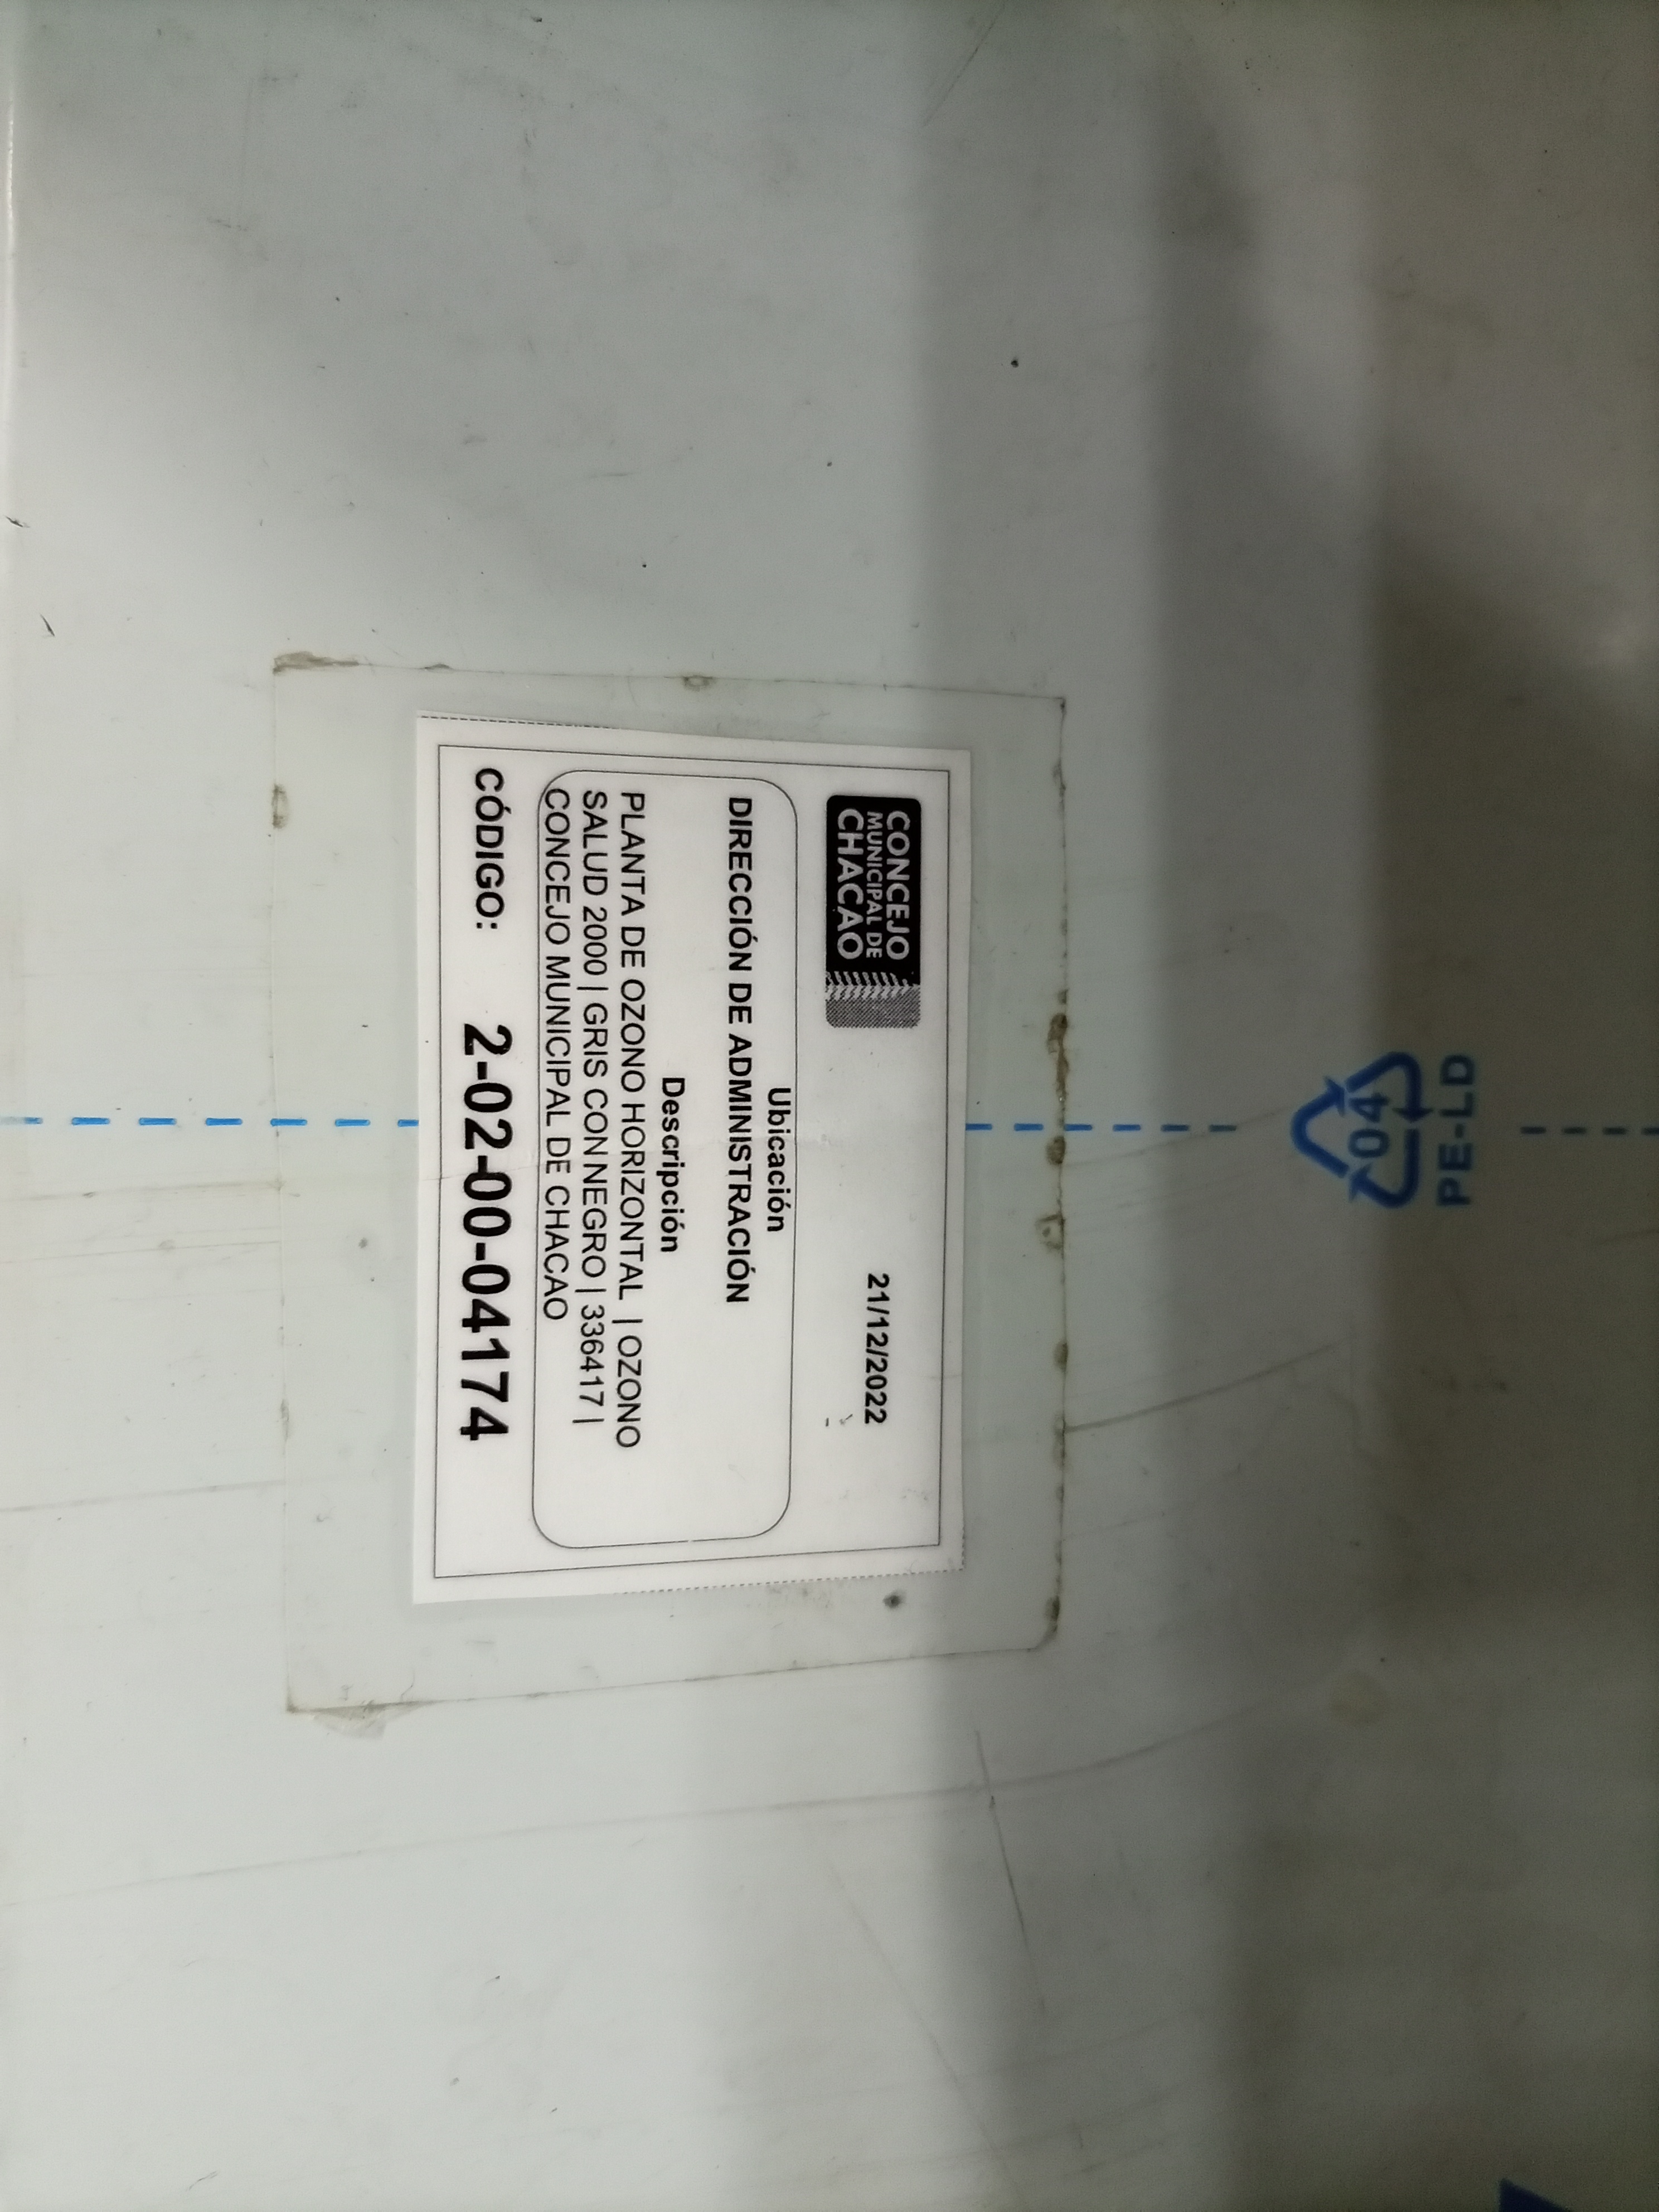 PE-LD
04
CONCEJO
MUNICIPAL DE
CHACAO
21/12/2022
Ubicación
DIRECCIÓN DE ADMINISTRACIÓN
Descripción
PLANTA DE OZONO HORIZONTAL | OZONO
SALUD 2000 | GRIS CON NEGRO | 336417 |
CONCEJO MUNICIPAL DE CHACAO
CÓDIGO: 2-02-00-04174